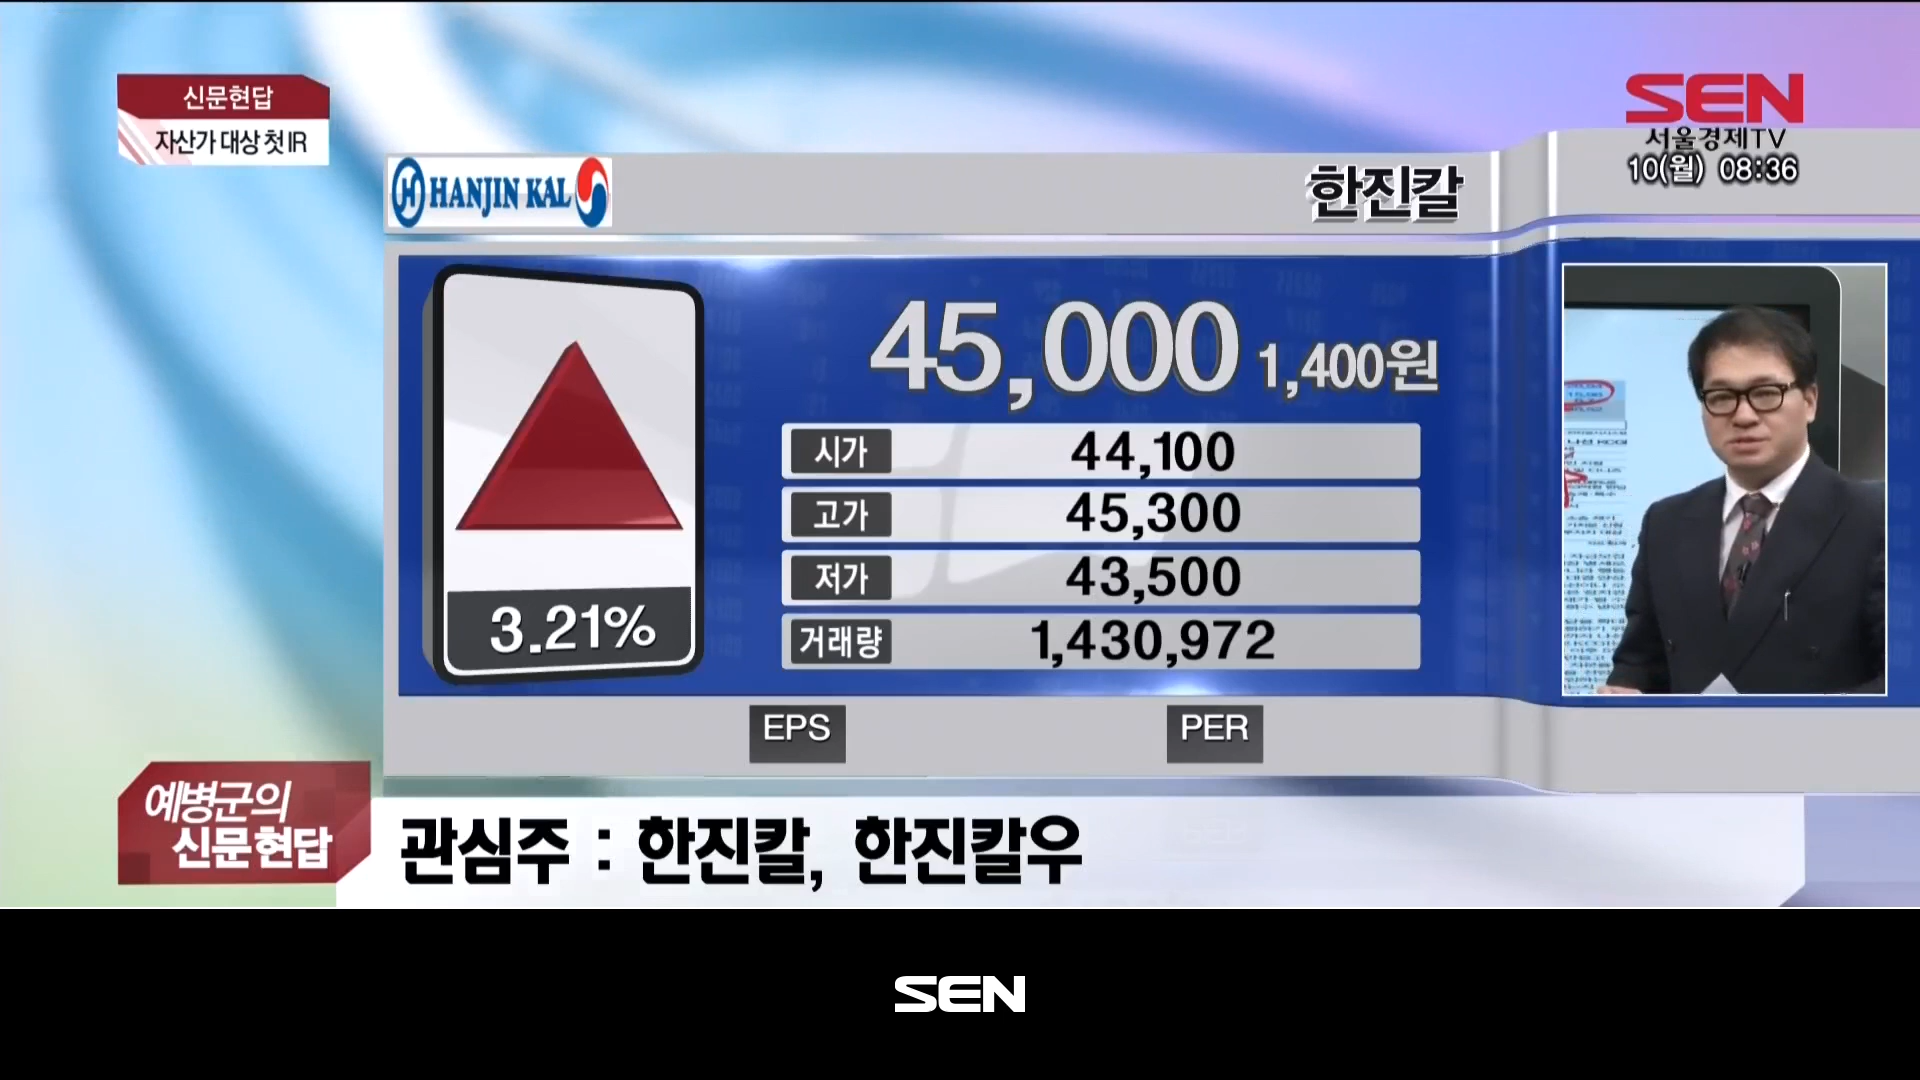 신문현답
자산가 대상 첫 IR
SEN
서울경제TV
10(월) 08:36
HANJIN KAL
한진칼
45,000 1,400원
시가 44,100
고가 45,300
저가 43,500
거래량 1,430,972
3.21%
EPS PER
예병군의
신문현답
관심주 : 한진칼, 한진칼우
SEN